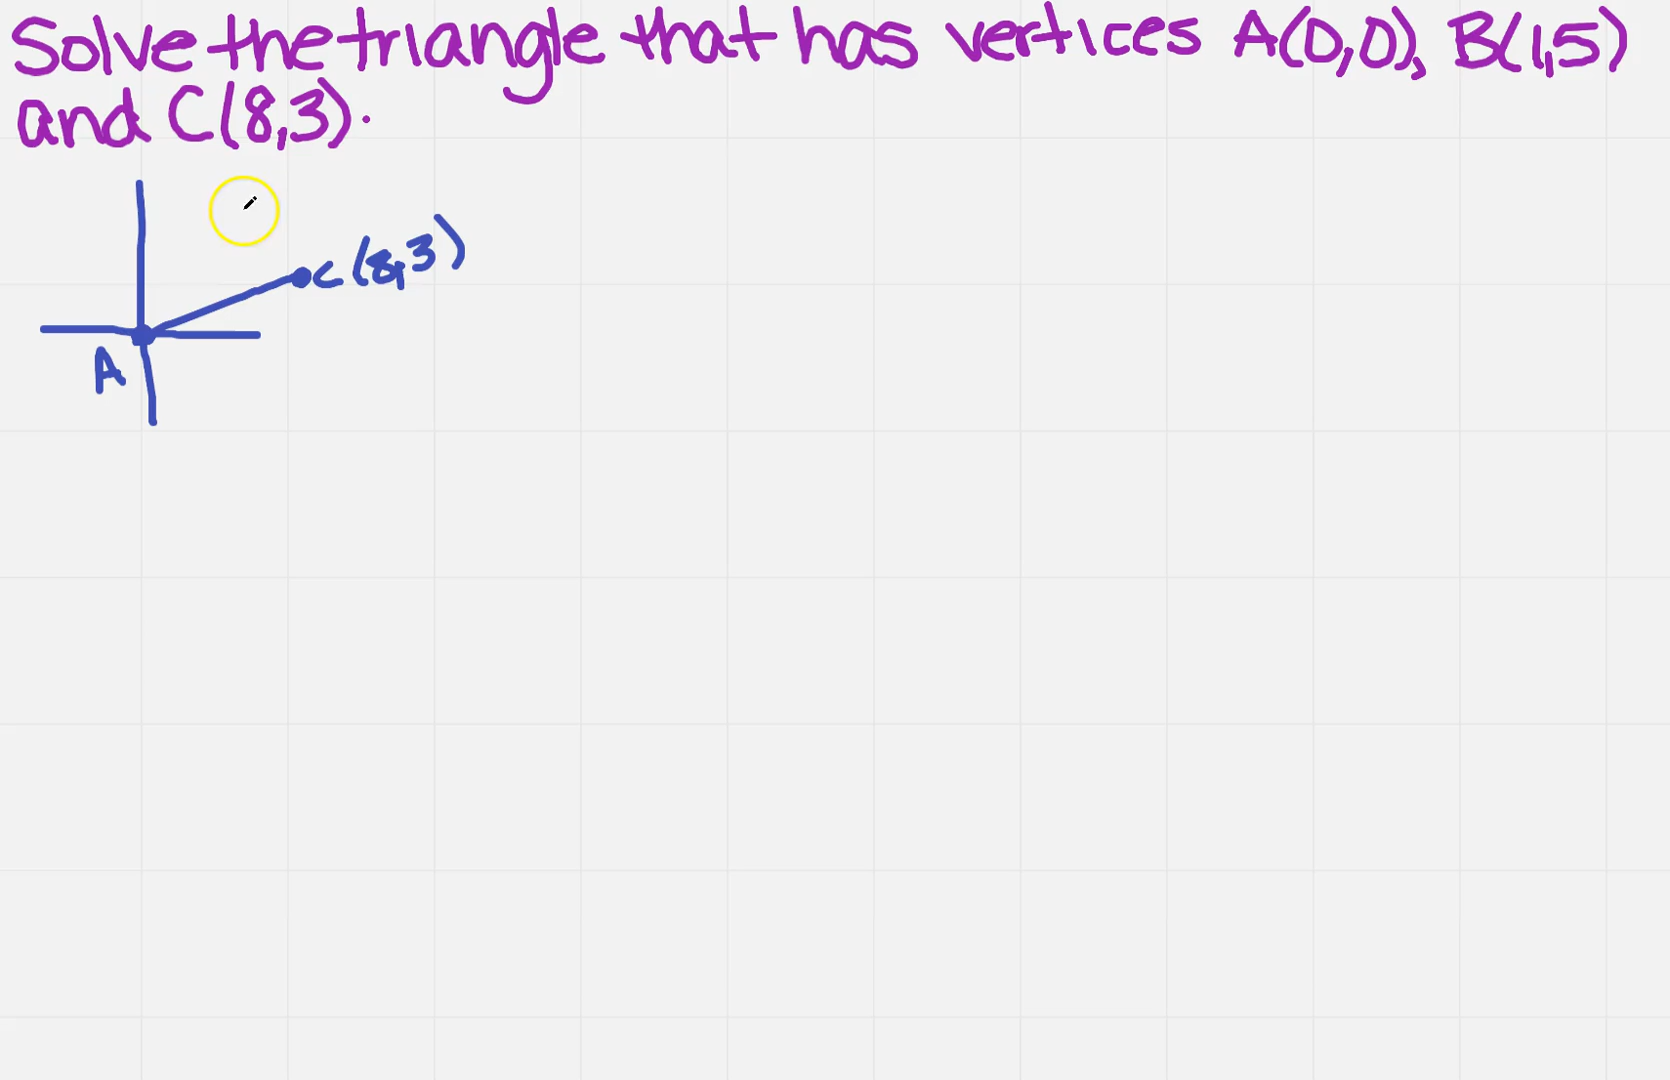 Solve the triangle that has vertices A(0,0), B(1,5)
and C(8,3).
C (8,3)
A